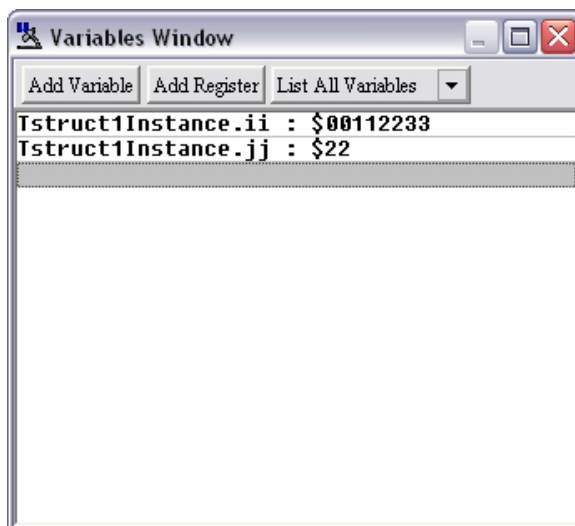 Variables Window
Add Variable Add Register List All Variables
Tstruct1Instance.ii : $00112233
Tstruct1Instance.jj : $22